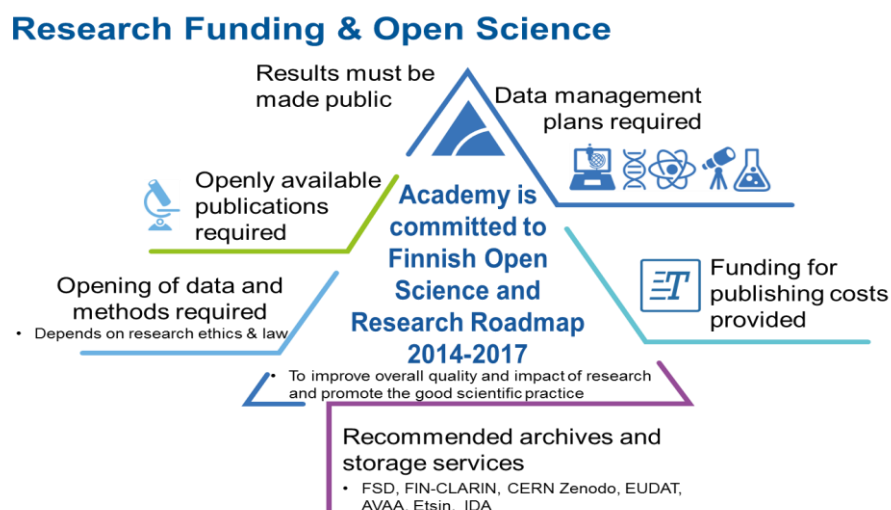 Research Funding & Open Science
Results must be
made public
Data management
plans required
Openly available
publications
required
Academy is
committed to
Finnish Open
Science and
Research Roadmap
2014-2017
• To improve overall quality and impact of research
and promote the good scientific practice
Opening of data and
methods required
• Depends on research ethics & law
T
Funding for
publishing costs
provided
Recommended archives and
storage services
• FSD, FIN-CLARIN, CERN Zenodo, EUDAT,
AVAA, Etsin, IDA